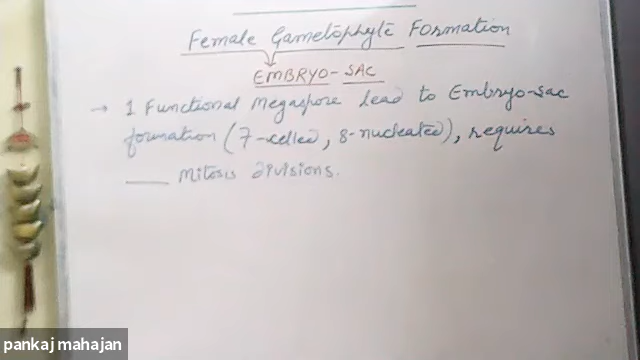 Female Gametophyte Formation
EMBRYO-SAC
→ 1 Functional Megaspore lead to Embryo-sac
formation (7-celled, 8-nucleated), requires
____ Mitosis divisions.
pankaj mahajan